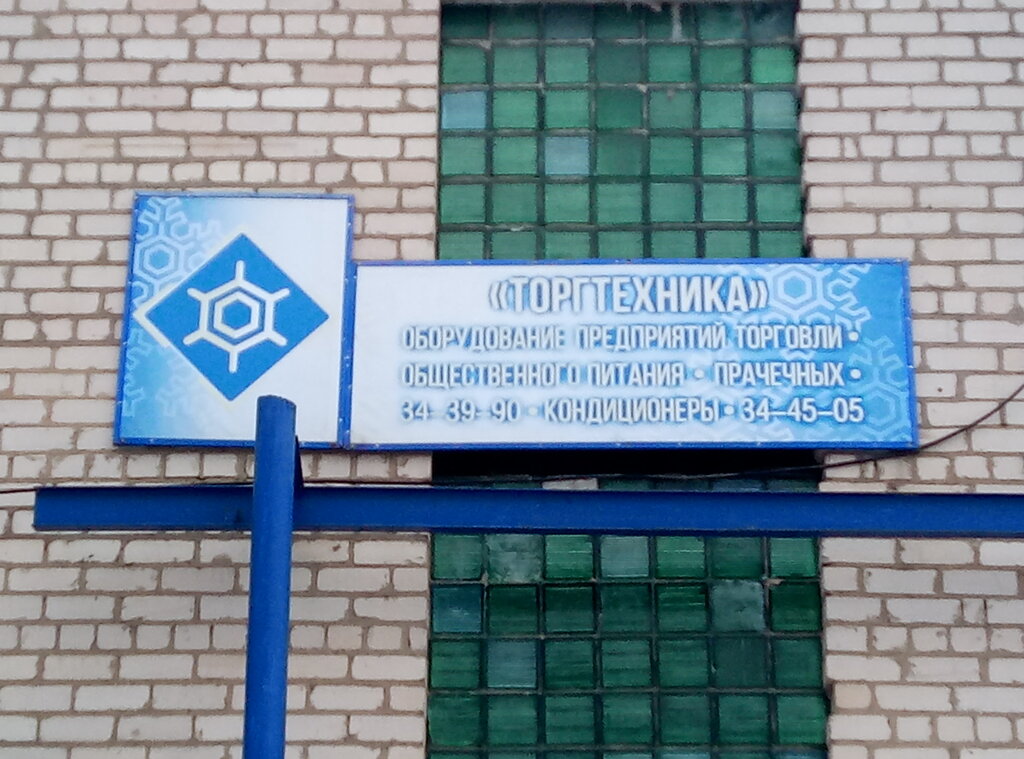 «ТОРГТЕХНИКА»
ОБОРУДОВАНИЕ ПРЕДПРИЯТИЙ ТОРГОВЛИ •
ОБЩЕСТВЕННОГО ПИТАНИЯ • ПРАЧЕЧНЫХ •
34-39-90 • КОНДИЦИОНЕРЫ • 34-45-05